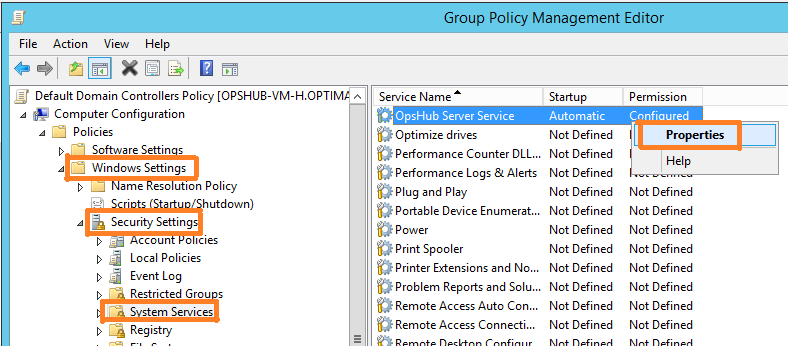 Group Policy Management Editor
File Action View Help
Default Domain Controllers Policy [OPSHUB-VM-H.OPTIMA
Computer Configuration
Policies
Software Settings
Windows Settings
Name Resolution Policy
Scripts (Startup/Shutdown)
Security Settings
Account Policies
Local Policies
Event Log
Restricted Groups
System Services
Registry
Service Name Startup Permission
OpsHub Server Service Automatic Configured
Optimize drives Not Defined
Performance Counter DLL... Not Defined
Performance Logs & Alerts Not Defined
Plug and Play Not Defined Not Defined
Portable Device Enumerat... Not Defined Not Defined
Power Not Defined Not Defined
Print Spooler Not Defined Not Defined
Printer Extensions and No... Not Defined Not Defined
Problem Reports and Solu... Not Defined Not Defined
Remote Access Auto Con... Not Defined Not Defined
Remote Access Connecti... Not Defined Not Defined
Remote Desktop Configur... Not Defined Not Defined
Properties
Help